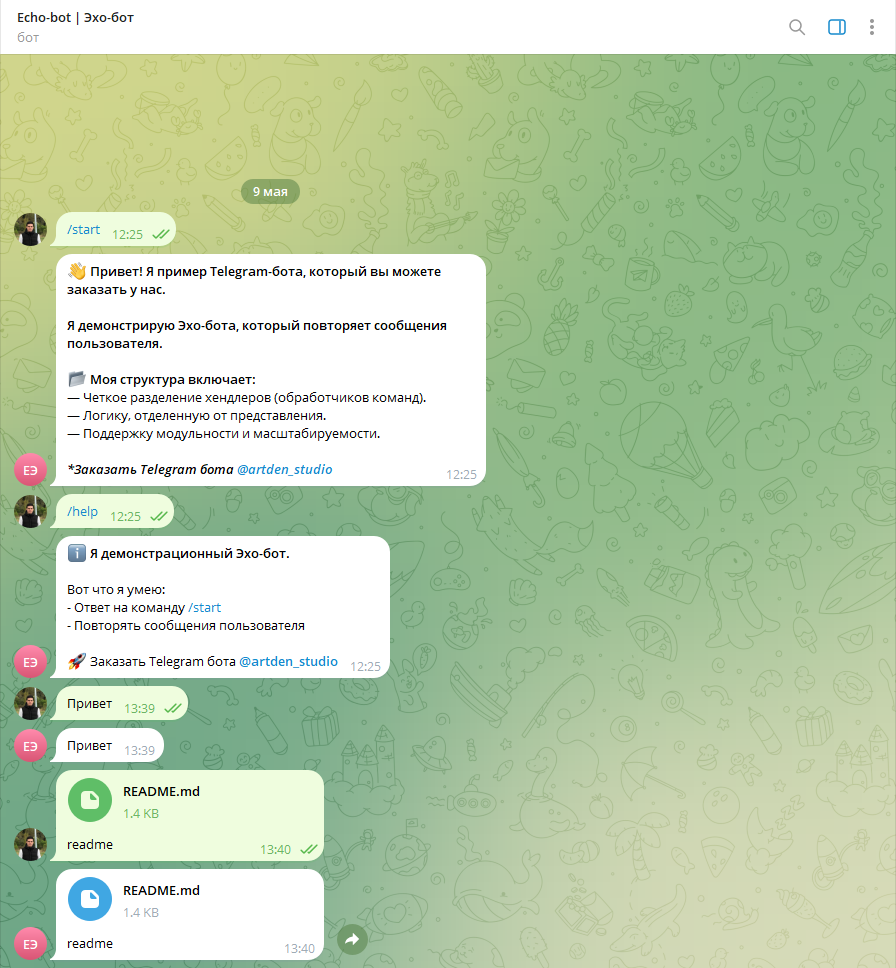 Echo-bot | Эхо-бот
бот
9 мая
/start 12:25
👋 Привет! Я пример Telegram-бота, который вы можете
заказать у нас.
Я демонстрирую Эхо-бота, который повторяет сообщения
пользователя.
📁 Моя структура включает:
— Четкое разделение хендлеров (обработчиков команд).
— Логику, отделенную от представления.
— Поддержку модульности и масштабируемости.
*Заказать Telegram бота @artden_studio 12:25
ЕЭ
/help 12:25
ℹ️ Я демонстрационный Эхо-бот.
Вот что я умею:
- Ответ на команду /start
- Повторять сообщения пользователя
🚀 Заказать Telegram бота @artden_studio 12:25
ЕЭ
Привет 13:39
ЕЭ Привет 13:39
README.md
1.4 KB
readme 13:40
README.md
1.4 KB
ЕЭ readme 13:40